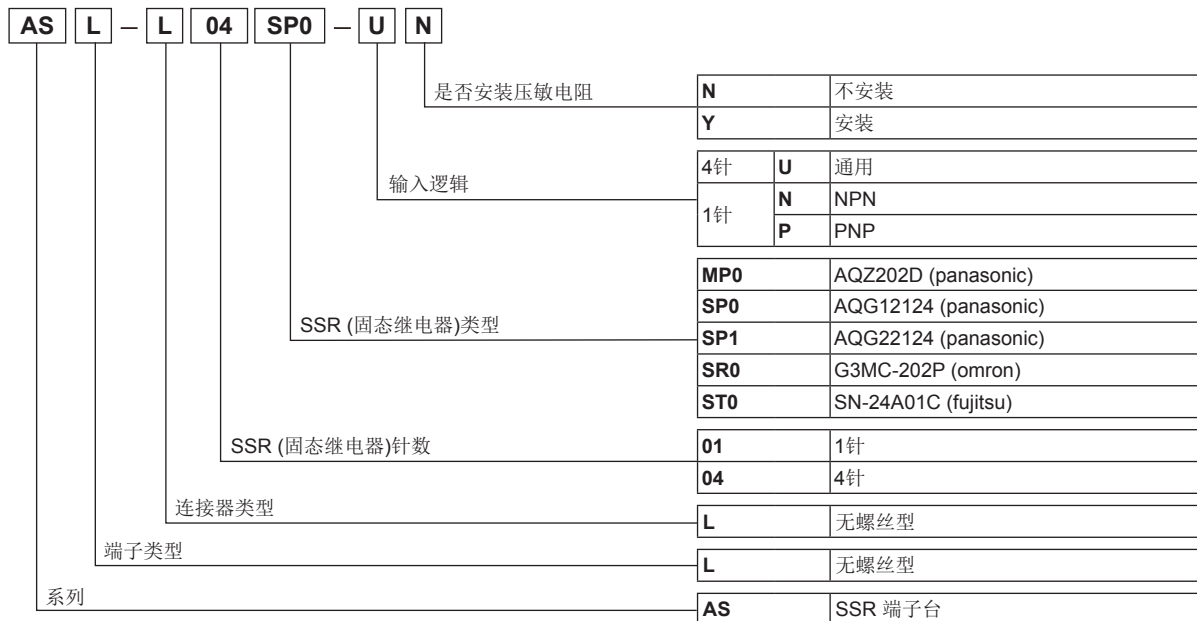 AS L – L 04 SP0 – U N
是否安装压敏电阻
N 不安装
Y 安装
输入逻辑
4针 U 通用
1针 N NPN
P PNP
SSR (固态继电器)类型
MP0 AQZ202D (panasonic)
SP0 AQG12124 (panasonic)
SP1 AQG22124 (panasonic)
SR0 G3MC-202P (omron)
ST0 SN-24A01C (fujitsu)
SSR (固态继电器)针数
01 1针
04 4针
连接器类型
L 无螺丝型
端子类型
L 无螺丝型
系列
AS SSR 端子台